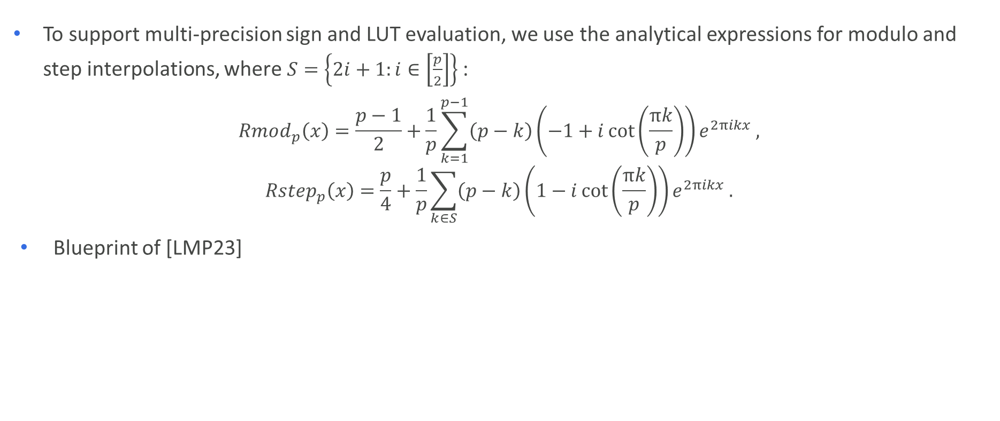 • To support multi-precision sign and LUT evaluation, we use the analytical expressions for modulo and
step interpolations, where $S = \left\{2i + 1 : i \in \left[\frac{p}{2}\right]\right\}$ :
$Rmod_p(x) = \frac{p-1}{2} + \frac{1}{p}\sum_{k=1}^{p-1}(p-k)\left(-1 + i\cot\left(\frac{\pi k}{p}\right)\right)e^{2\pi ikx}$ ,
$Rstep_p(x) = \frac{p}{4} + \frac{1}{p}\sum_{k\in S}(p-k)\left(1 - i\cot\left(\frac{\pi k}{p}\right)\right)e^{2\pi ikx}$ .
• Blueprint of [LMP23]